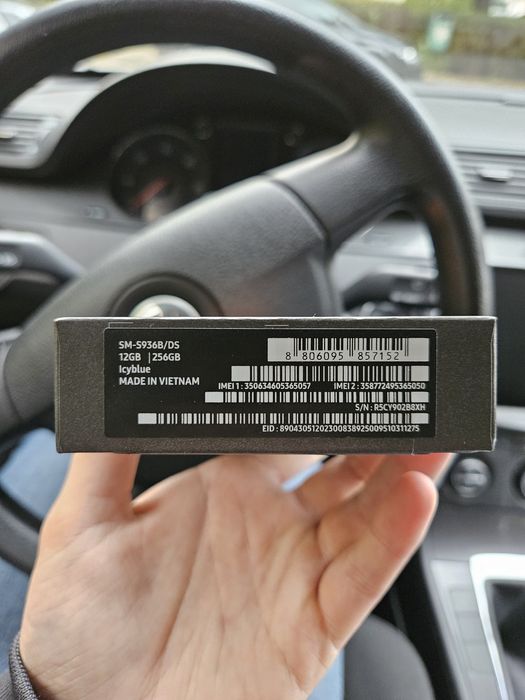 SM-S936B/DS
12GB | 256GB
Icyblue
MADE IN VIETNAM
8 806095 857152
IMEI 1 : 350634605365057 IMEI 2 : 358772495365050
S/N : R5CY902B8XH
EID : 89043051202300838925009510311275